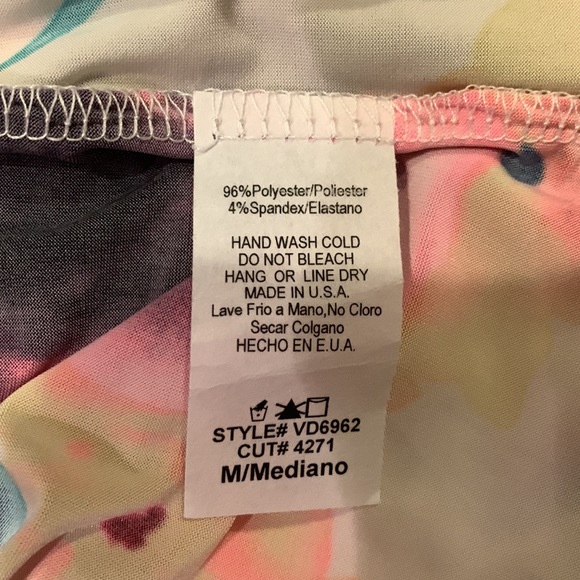 96%Polyester/Poliester
4%Spandex/Elastano
HAND WASH COLD
DO NOT BLEACH
HANG OR LINE DRY
MADE IN U.S.A.
Lave Frio a Mano,No Cloro
Secar Colgano
HECHO EN E.U.A.
STYLE# VD6962
CUT# 4271
M/Mediano